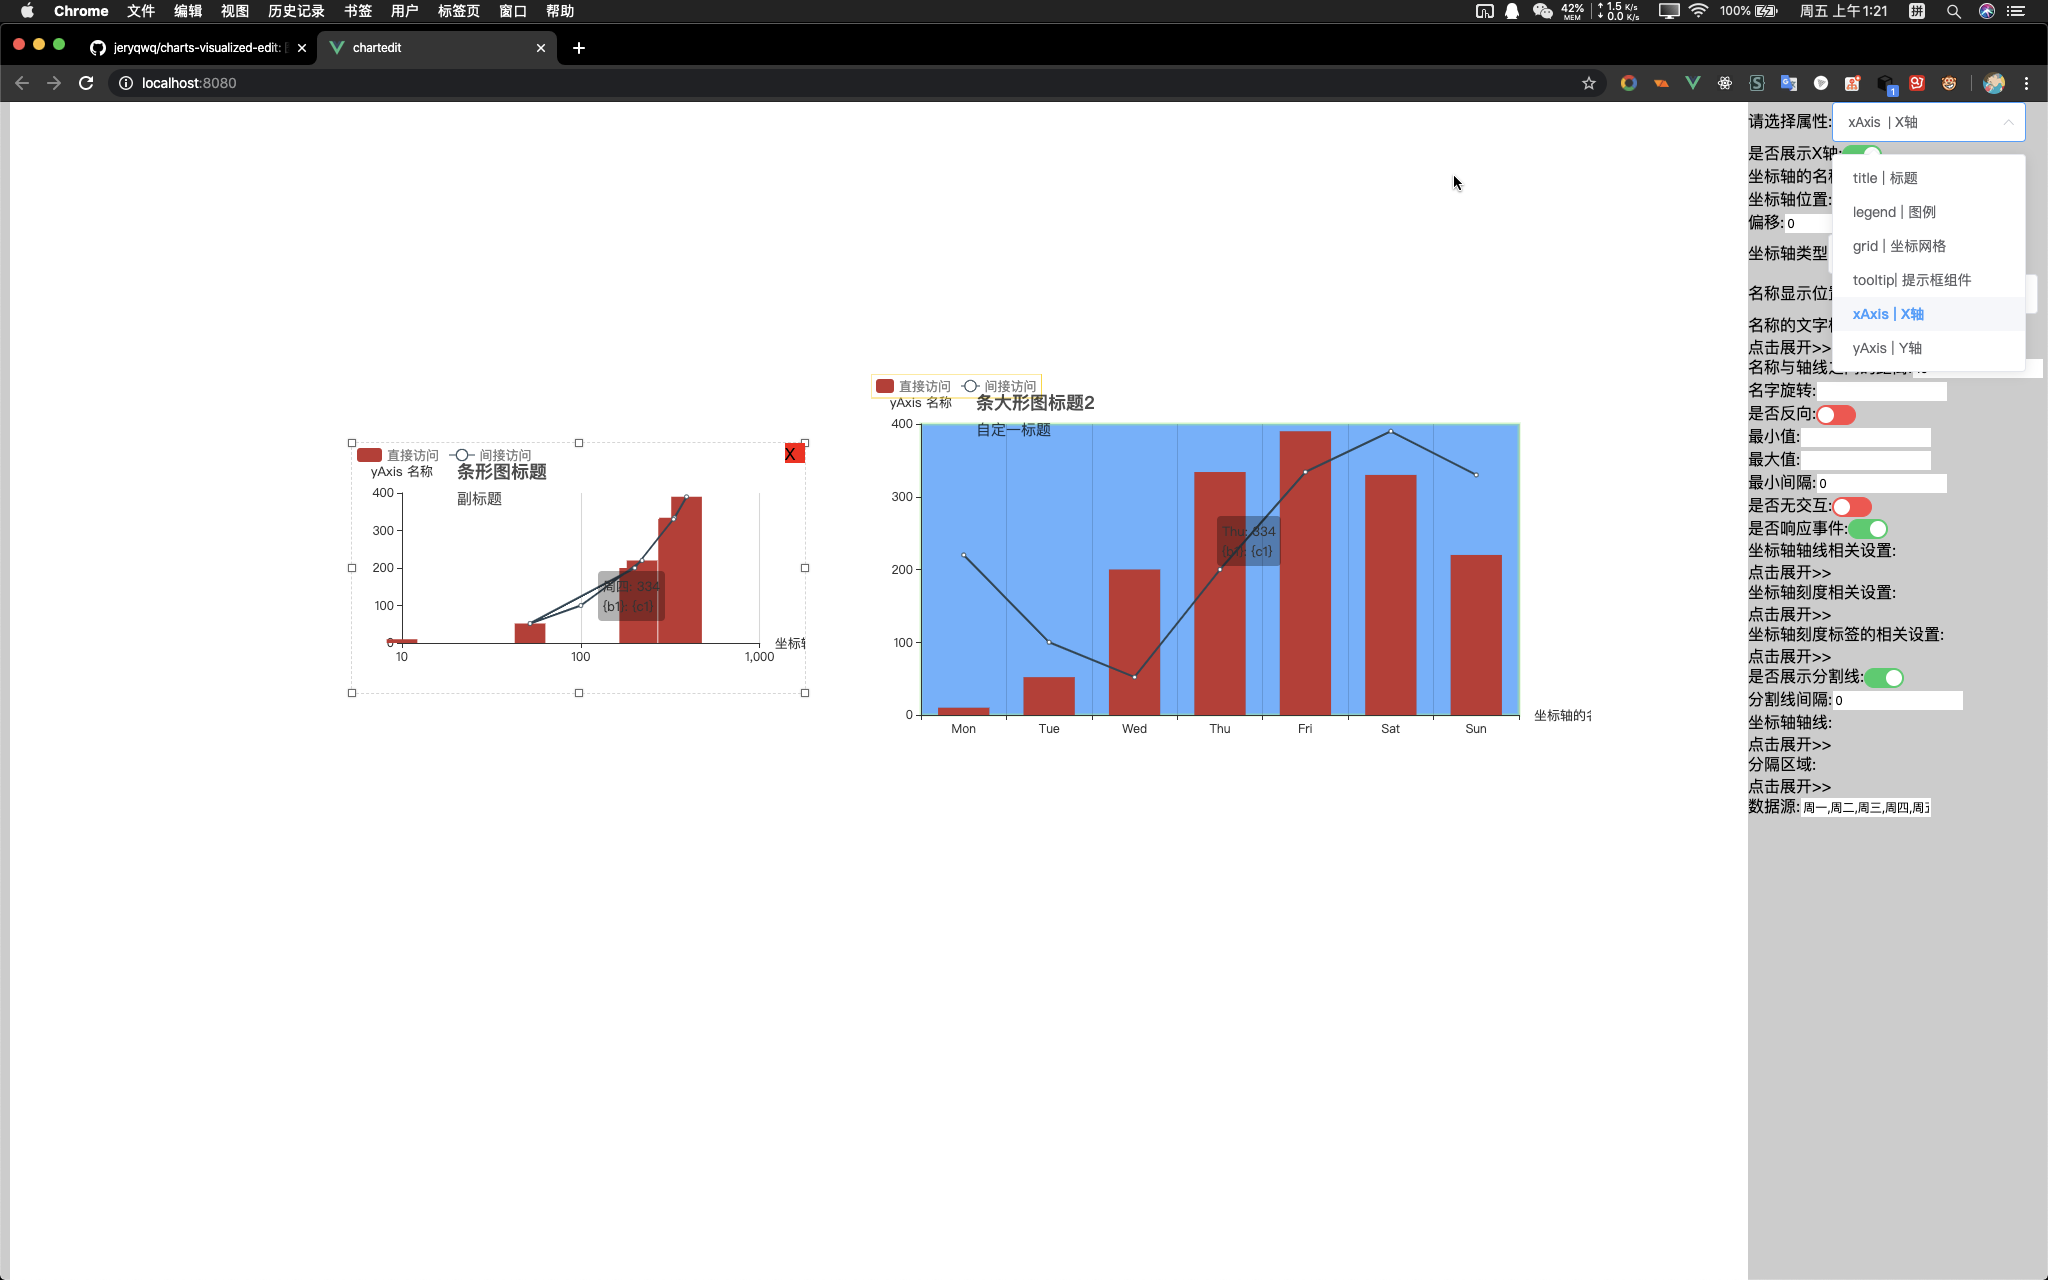 Chrome 文件 编辑 视图 历史记录 书签 用户 标签页 窗口 帮助
42% MEM 1.5 K/s 0.0 K/s 100% 周五 上午1:21 拼
jeryqwq/charts-visualized-edit:
chartedit
localhost:8080
1
请选择属性: xAxis | X轴
是否展示X轴:
坐标轴的名
坐标轴位置:
偏移: 0
坐标轴类型
名称显示位
名称的文字
点击展开>>
title | 标题
legend | 图例
grid | 坐标网格
tooltip| 提示框组件
xAxis | X轴
yAxis | Y轴
名字旋转:
是否反向:
最小值:
最大值:
最小间隔: 0
是否无交互:
是否响应事件:
坐标轴轴线相关设置:
点击展开>>
坐标轴刻度相关设置:
点击展开>>
坐标轴刻度标签的相关设置:
点击展开>>
是否展示分割线:
分割线间隔: 0
坐标轴轴线:
点击展开>>
分隔区域:
点击展开>>
数据源: 周一,周二,周三,周四,周五
直接访问 间接访问
X
yAxis 名称
条形图标题
副标题
400
300
200
100
0
周四: 334
{b1}: {c1}
10 100 1,000
坐标轴
直接访问 间接访问
yAxis 名称
条大形图标题2
自定一标题
400
300
200
100
0
Thu: 334
{b1}: {c1}
Mon Tue Wed Thu Fri Sat Sun
坐标轴的名